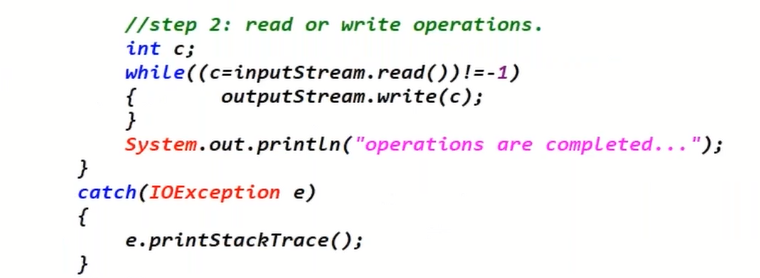 //step 2: read or write operations.
int c;
while((c=inputStream.read())!=-1)
{       outputStream.write(c);
}
System.out.println("operations are completed...");
}
catch(IOException e)
{
e.printStackTrace();
}